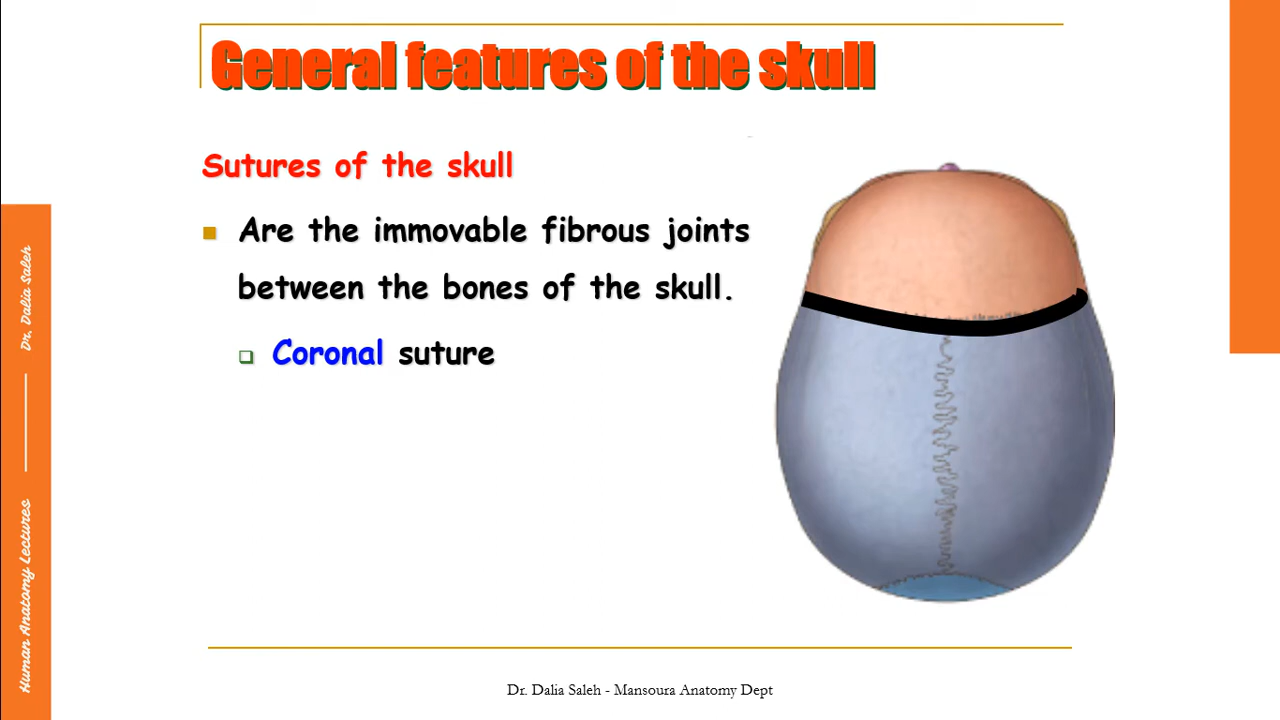 General features of the skull
Sutures of the skull
Are the immovable fibrous joints
between the bones of the skull.
Coronal suture
Human Anatomy Lectures
Dr. Dalia Saleh
Dr. Dalia Saleh - Mansoura Anatomy Dept